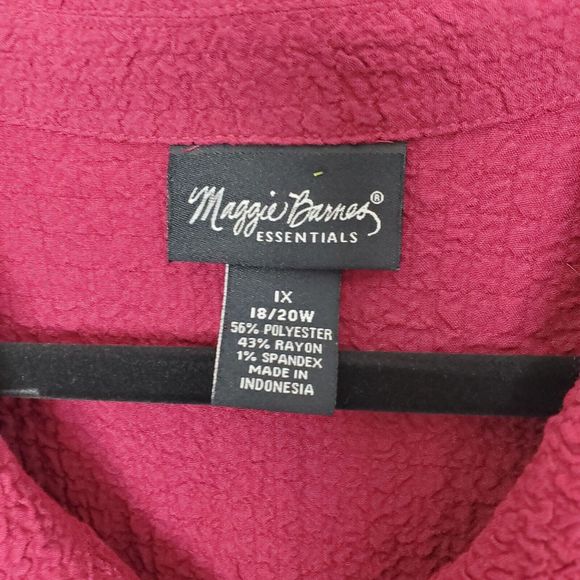 Maggie Barnes®
ESSENTIALS
1X
18/20W
56% POLYESTER
43% RAYON
1% SPANDEX
MADE IN
INDONESIA